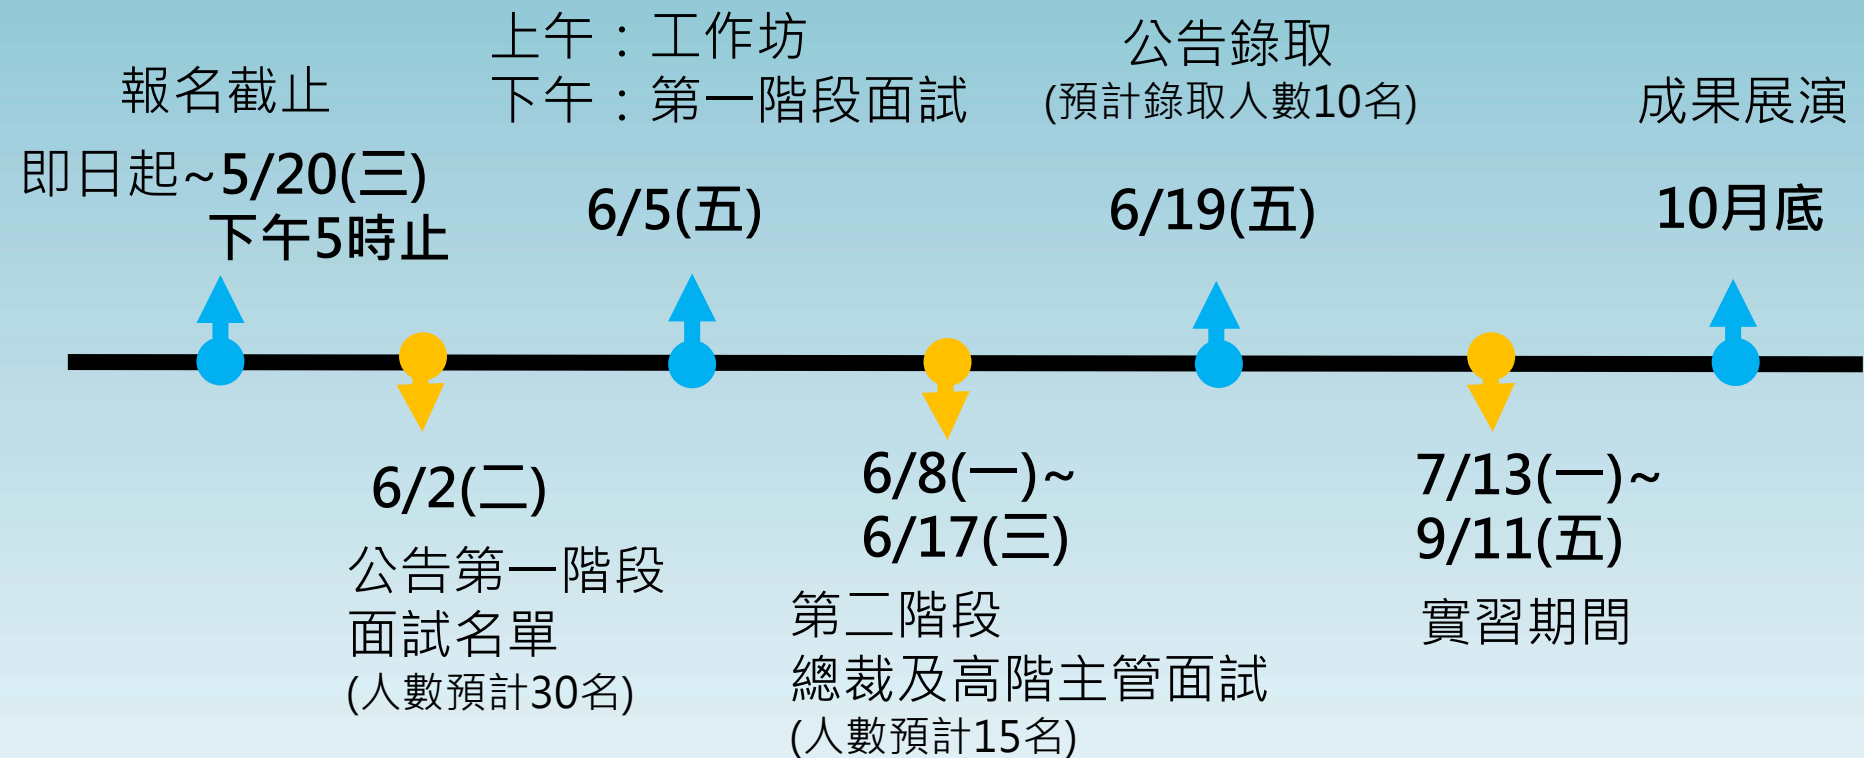 報名截止
即日起~5/20(三)
下午5時止
6/2(二)
公告第一階段
面試名單
(人數預計30名)
上午：工作坊
下午：第一階段面試
6/5(五)
6/8(一)~
6/17(三)
第二階段
總裁及高階主管面試
(人數預計15名)
公告錄取
(預計錄取人數10名)
6/19(五)
7/13(一)~
9/11(五)
實習期間
成果展演
10月底